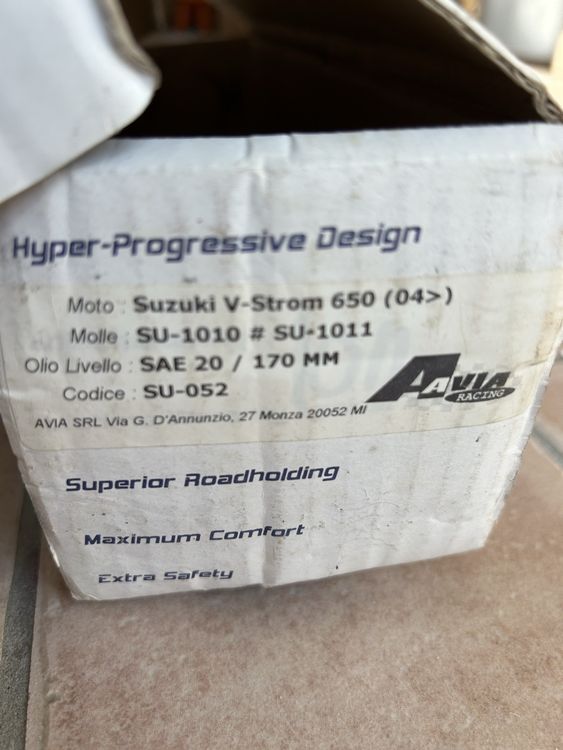 Hyper-Progressive Design
Moto : Suzuki V-Strom 650 (04>)
Molle : SU-1010 # SU-1011
Olio Livello : SAE 20 / 170 MM
Codice : SU-052
AVIA RACING
AVIA SRL Via G. D'Annunzio, 27 Monza 20052 MI
Superior Roadholding
Maximum Comfort
Extra Safety